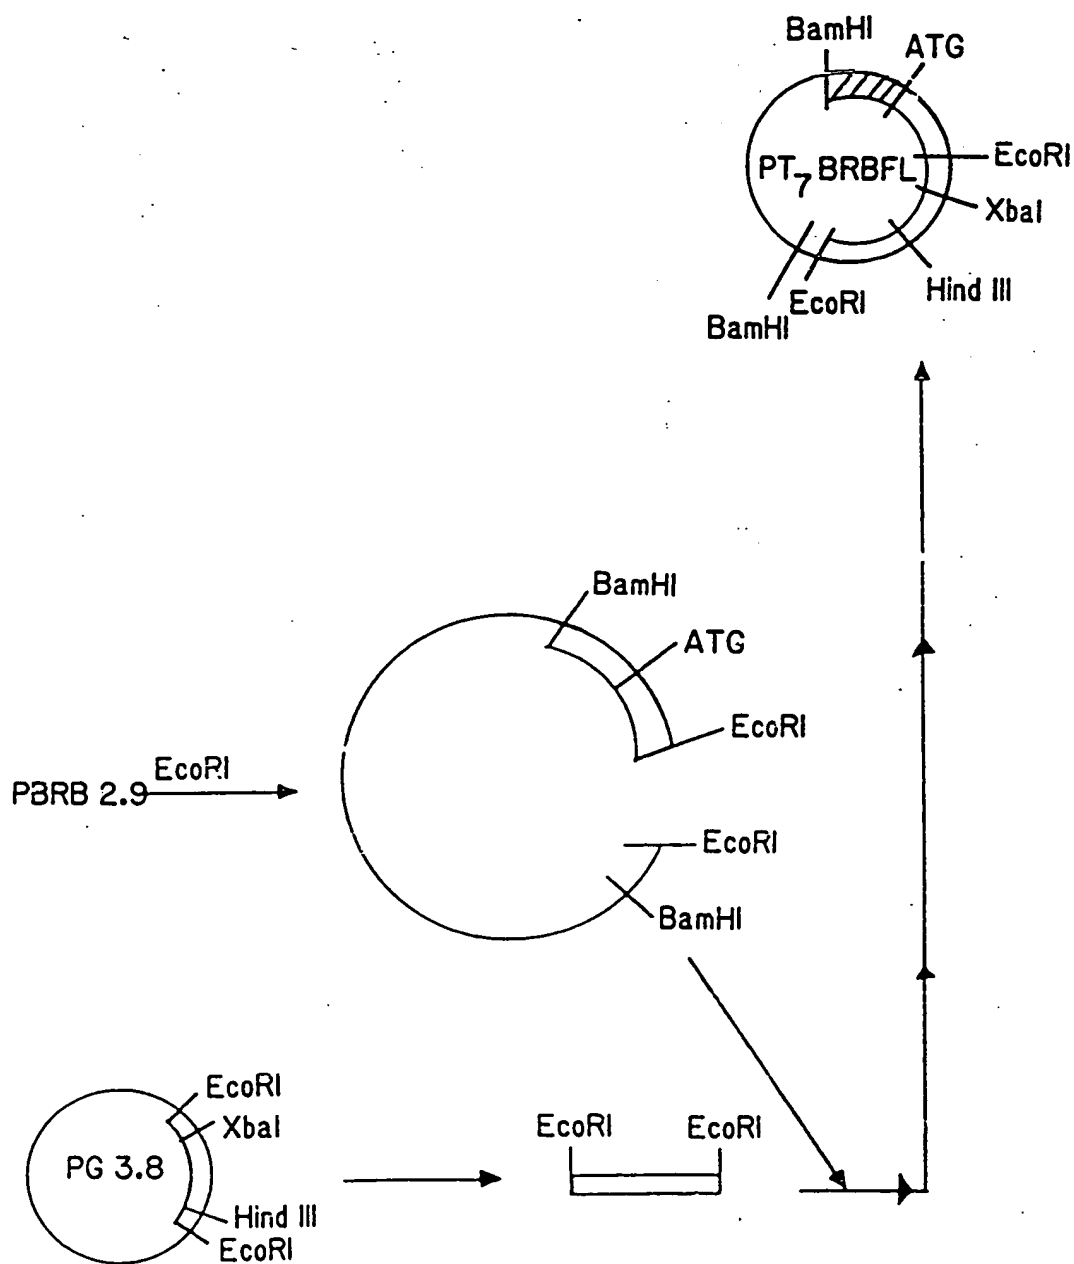 BamHI
ATG
PT7 BRBFL
EcoRI
XbaI
Hind III
EcoRI
BamHI
BamHI
ATG
EcoRI
PBRB 2.9
EcoRI
EcoRI
BamHI
EcoRI
XbaI
PG 3.8
Hind III
EcoRI
EcoRI
EcoRI